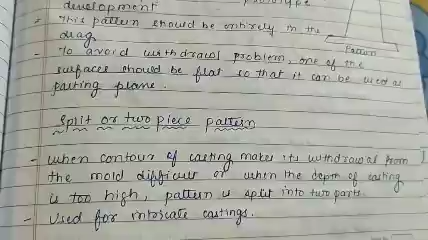 development
- This pattern should be entirely in the
drag.
Pattern
- To avoid withdrawl problem, one of the
surfaces should be flat so that it can be used as
parting plane.
Split or two piece pattern
- when contour of casting makes its withdrawal from
the mold difficult or when the depth of casting
is too high, pattern is split into two parts
- Used for intricate castings.